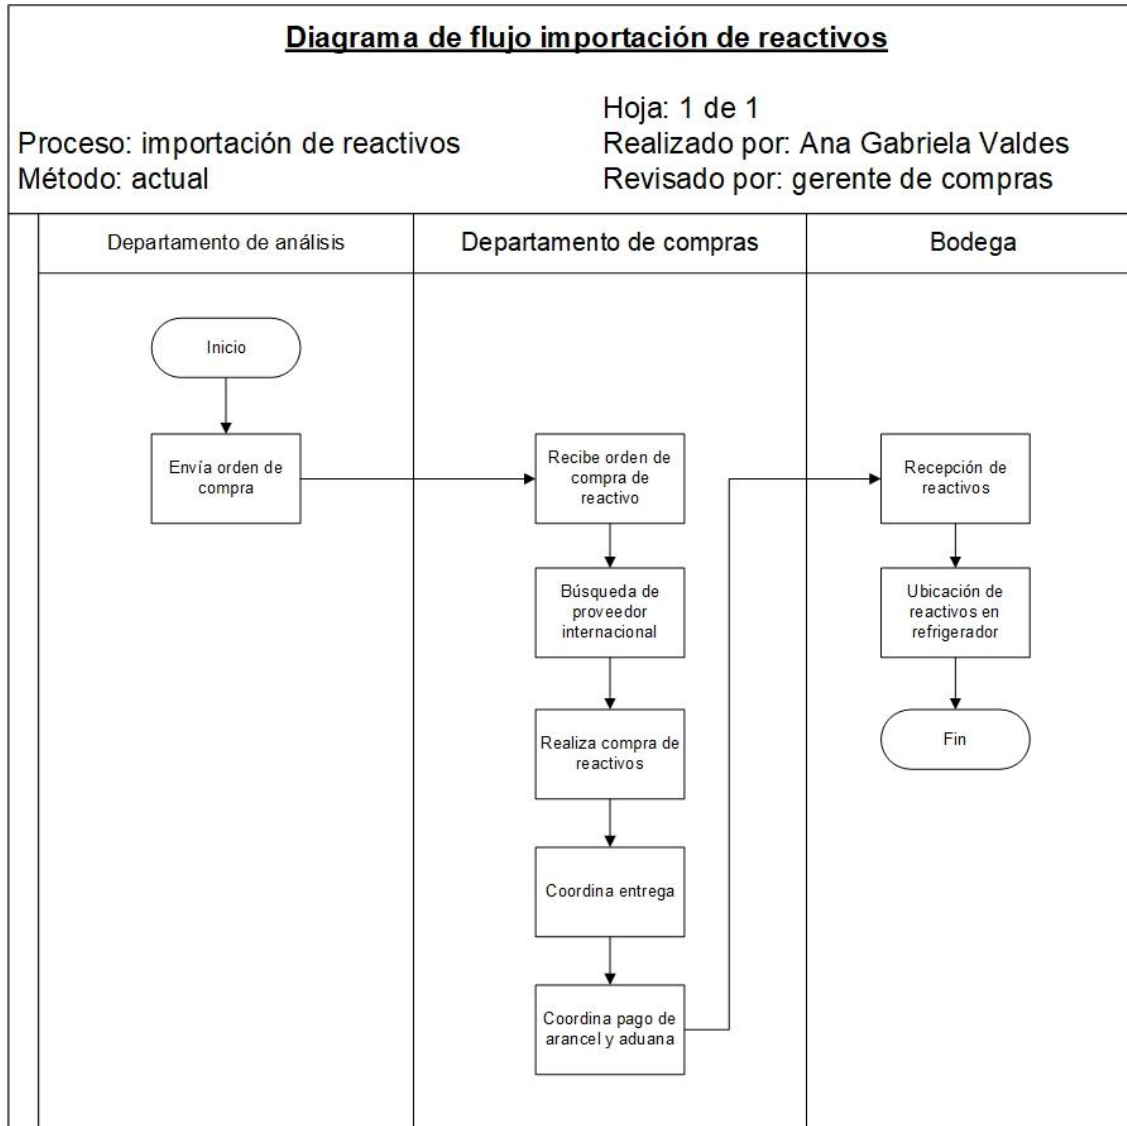 Diagrama de flujo importación de reactivos
Hoja: 1 de 1
Proceso: importación de reactivos
Realizado por: Ana Gabriela Valdes
Método: actual
Revisado por: gerente de compras
Departamento de análisis
Departamento de compras
Bodega
Inicio
Envía orden de
compra
Recibe orden de
compra de
reactivo
Búsqueda de
proveedor
internacional
Realiza compra de
reactivos
Coordina entrega
Coordina pago de
arancel y aduana
Recepción de
reactivos
Ubicación de
reactivos en
refrigerador
Fin